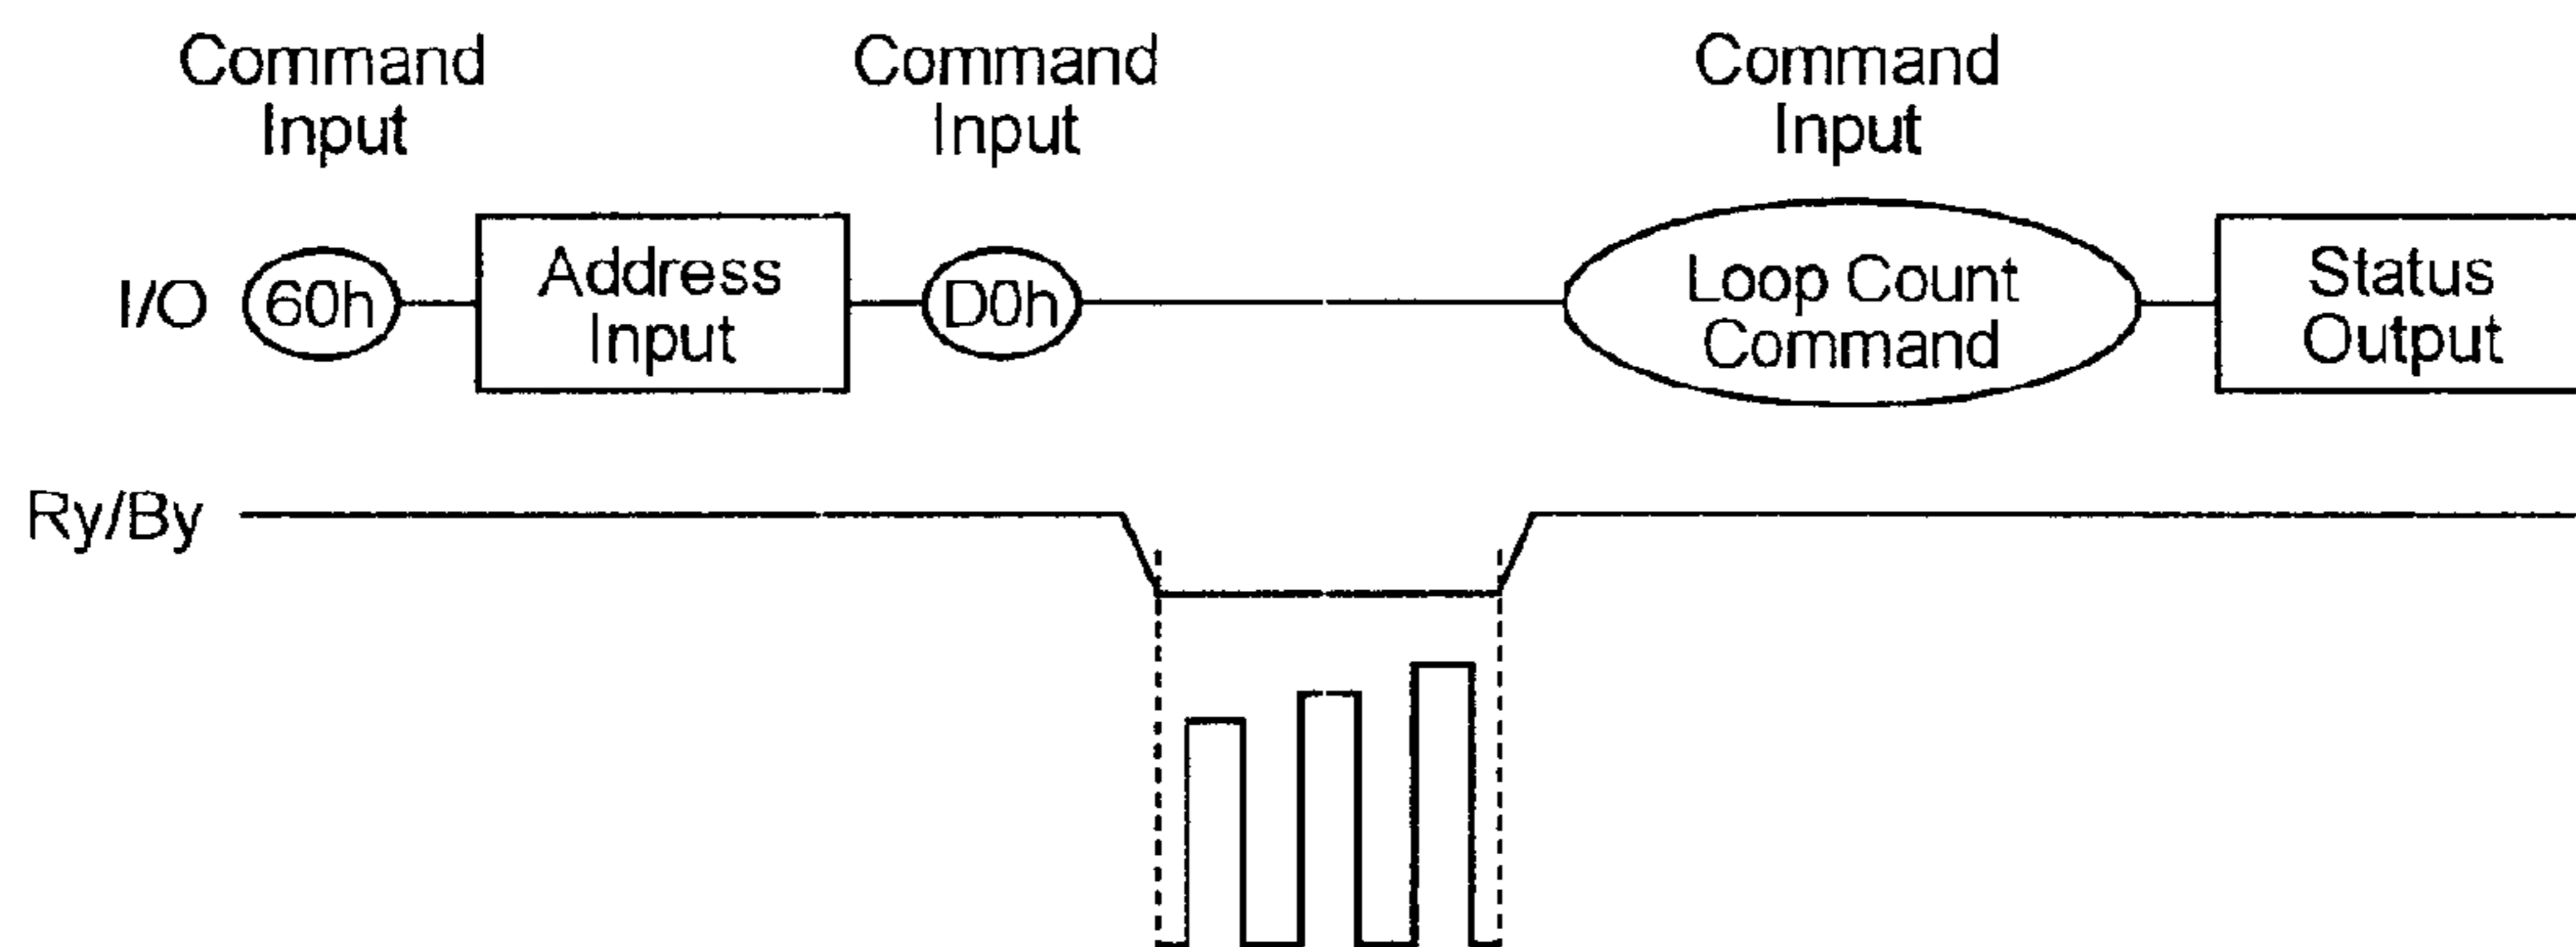 Command
Input
Command
Input
Command
Input
I/O
60h
Address
Input
D0h
Loop Count
Command
Status
Output
Ry/By